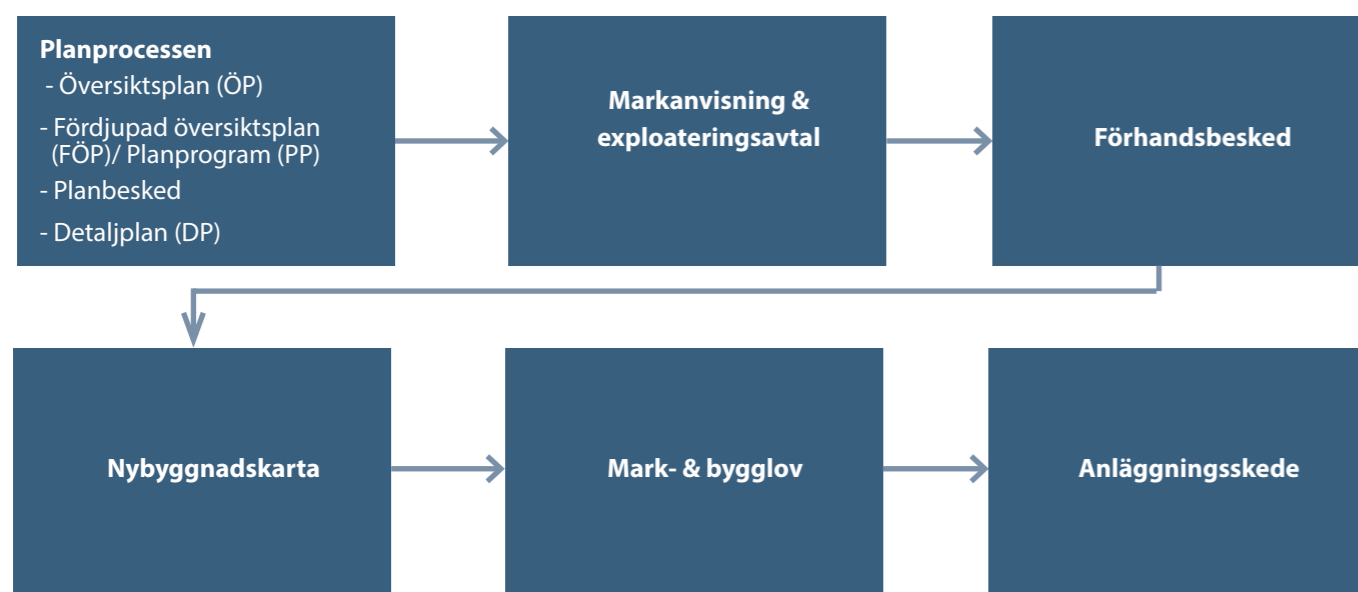 Planprocessen
- Översiktsplan (ÖP)
- Fördjupad översiktsplan
(FÖP)/ Planprogram (PP)
- Planbesked
- Detaljplan (DP)
Markanvisning &
exploateringsavtal
Förhandsbesked
Nybyggnadskarta
Mark- & bygglov
Anläggningsskede